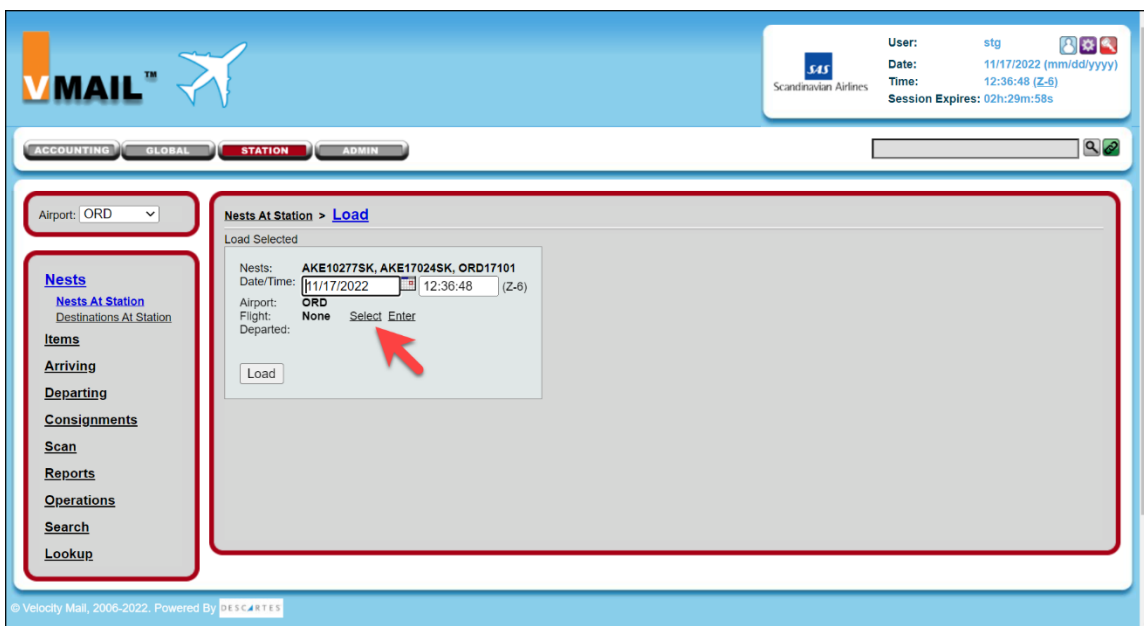 VMAIL™
SAS
Scandinavian Airlines
User: stg
Date: 11/17/2022 (mm/dd/yyyy)
Time: 12:36:48 (Z-6)
Session Expires: 02h:29m:58s
ACCOUNTING GLOBAL STATION ADMIN
Airport: ORD
Nests
Nests At Station
Destinations At Station
Items
Arriving
Departing
Consignments
Scan
Reports
Operations
Search
Lookup
Nests At Station > Load
Load Selected
Nests: AKE10277SK, AKE17024SK, ORD17101
Date/Time: 11/17/2022 12:36:48 (Z-6)
Airport: ORD
Flight: None Select Enter
Departed:
Load
© Velocity Mail, 2006-2022. Powered By DESCARTES